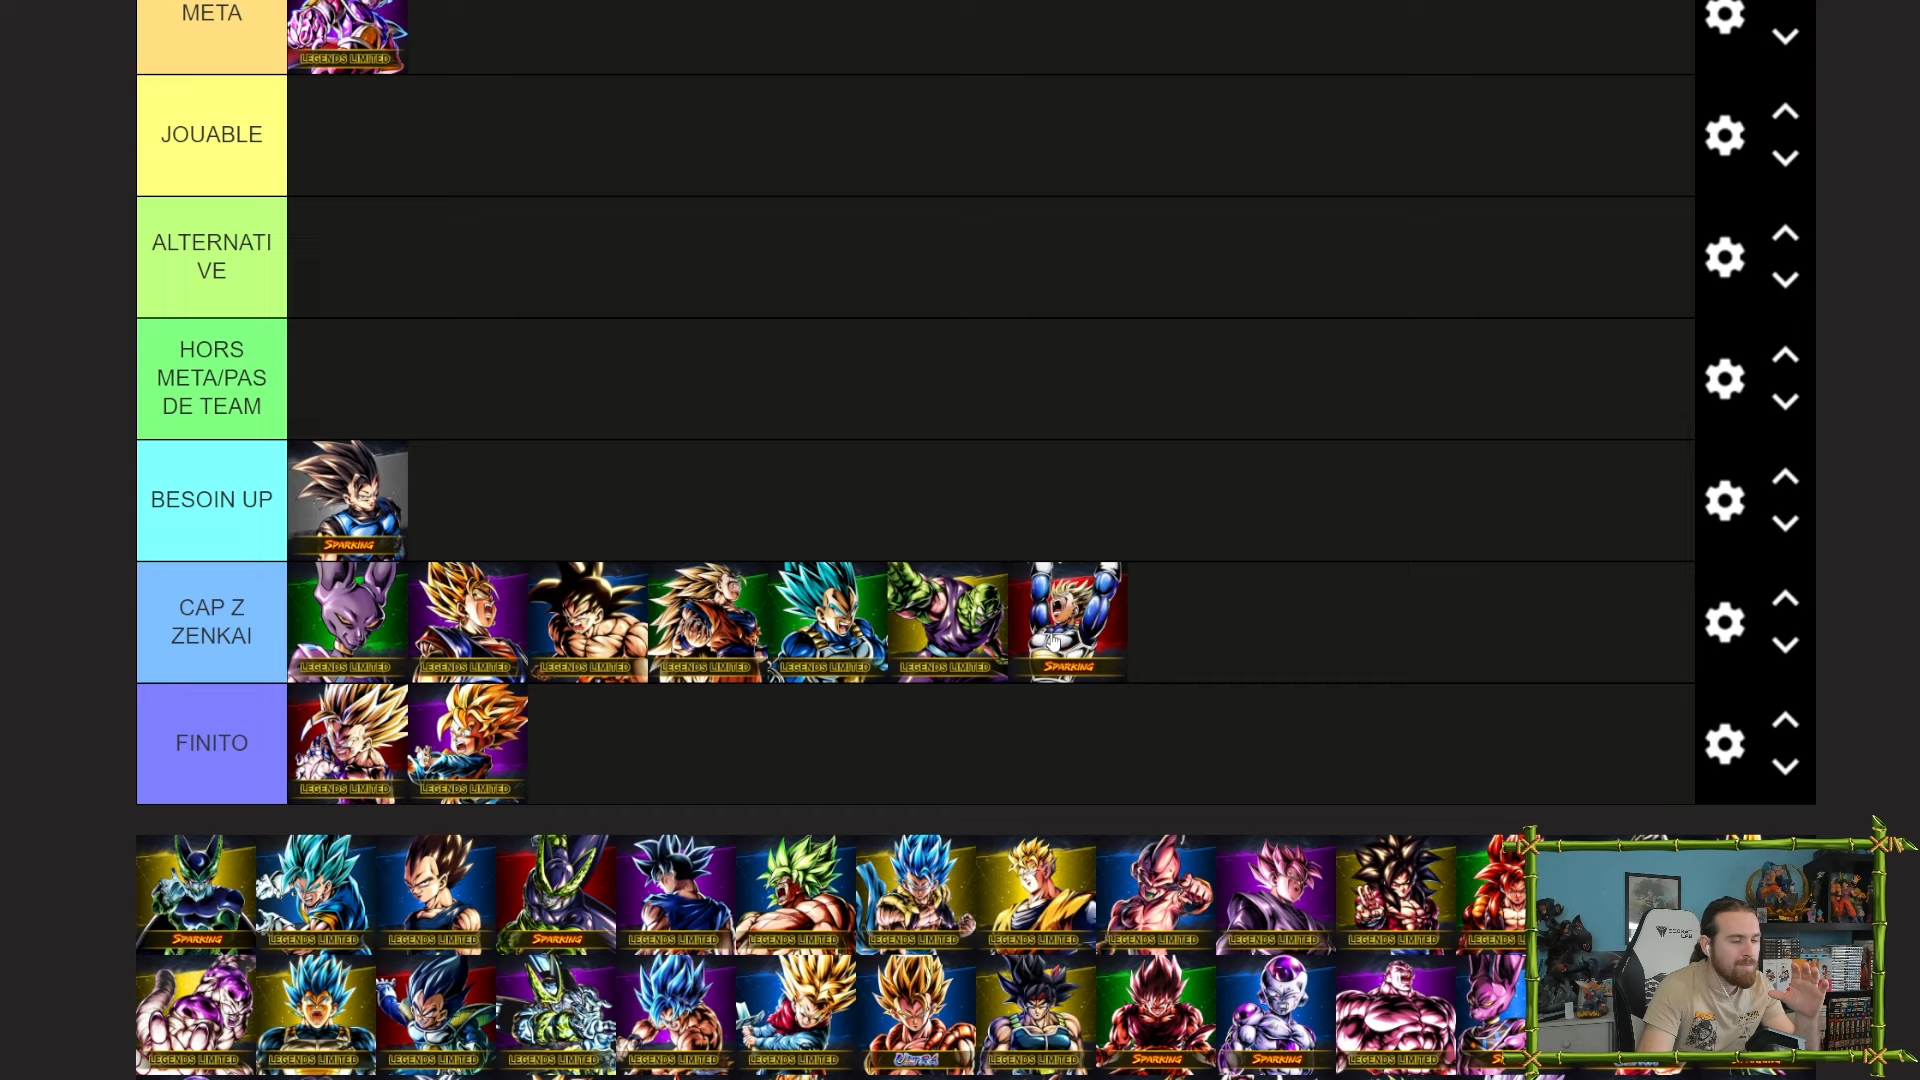 META
LEGENDS LIMITED
JOUABLE
ALTERNATI
VE
HORS
META/PAS
DE TEAM
BESOIN UP
SPARKING
CAP Z
ZENKAI
LEGENDS LIMITED LEGENDS LIMITED LEGENDS LIMITED LEGENDS LIMITED LEGENDS LIMITED LEGENDS LIMITED SPARKING
FINITO
LEGENDS LIMITED LEGENDS LIMITED
SPARKING LEGENDS LIMITED LEGENDS LIMITED SPARKING LEGENDS LIMITED LEGENDS LIMITED LEGENDS LIMITED LEGENDS LIMITED LEGENDS LIMITED LEGENDS LIMITED LEGENDS LIMITED LEGENDS L
SECRET
LAB
LEGENDS LIMITED LEGENDS LIMITED LEGENDS LIMITED LEGENDS LIMITED LEGENDS LIMITED LEGENDS LIMITED ULTRA LEGENDS LIMITED SPARKING SPARKING LEGENDS LIMITED